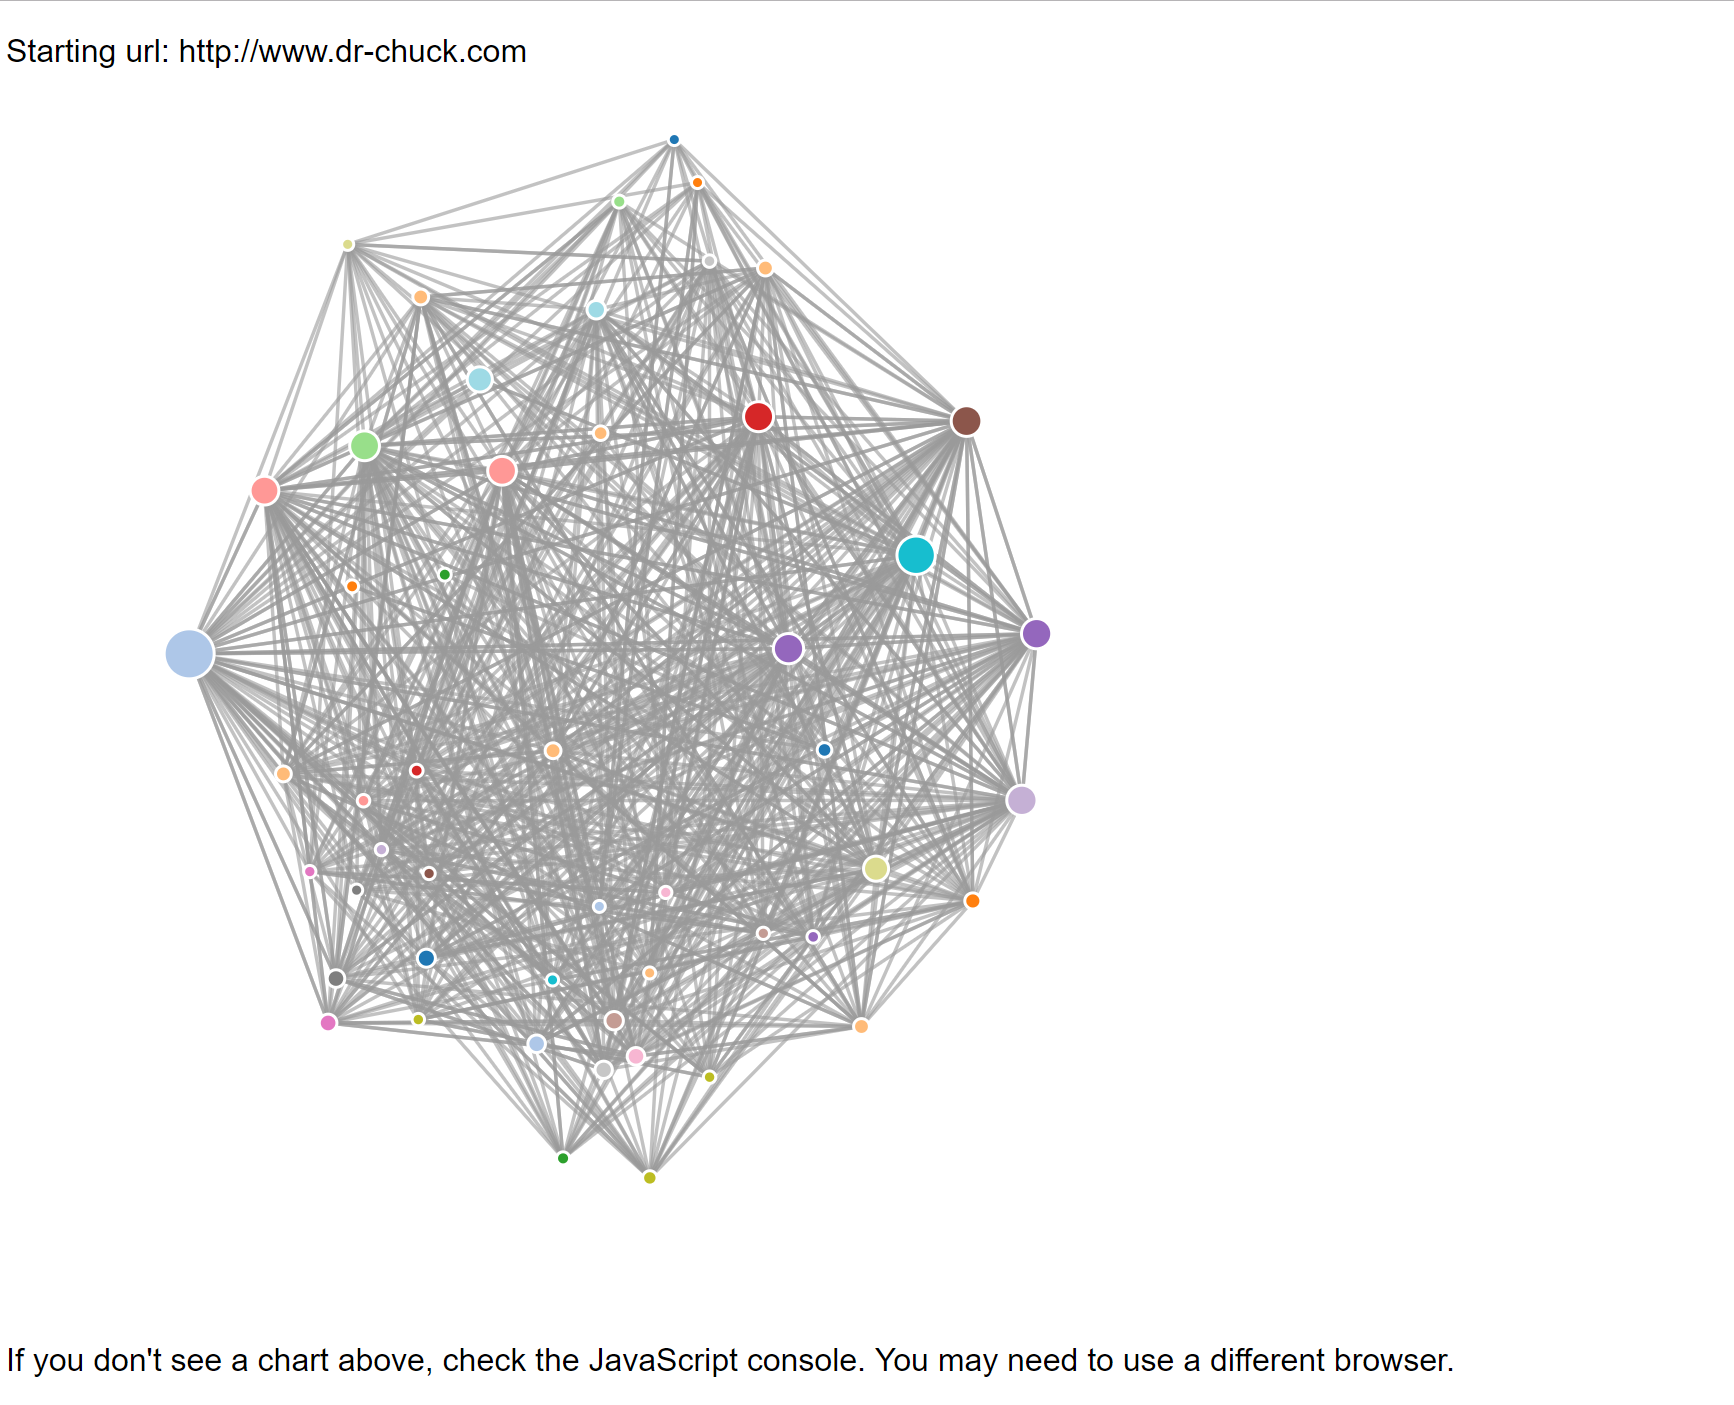 Starting url: http://www.dr-chuck.com
If you don't see a chart above, check the JavaScript console. You may need to use a different browser.